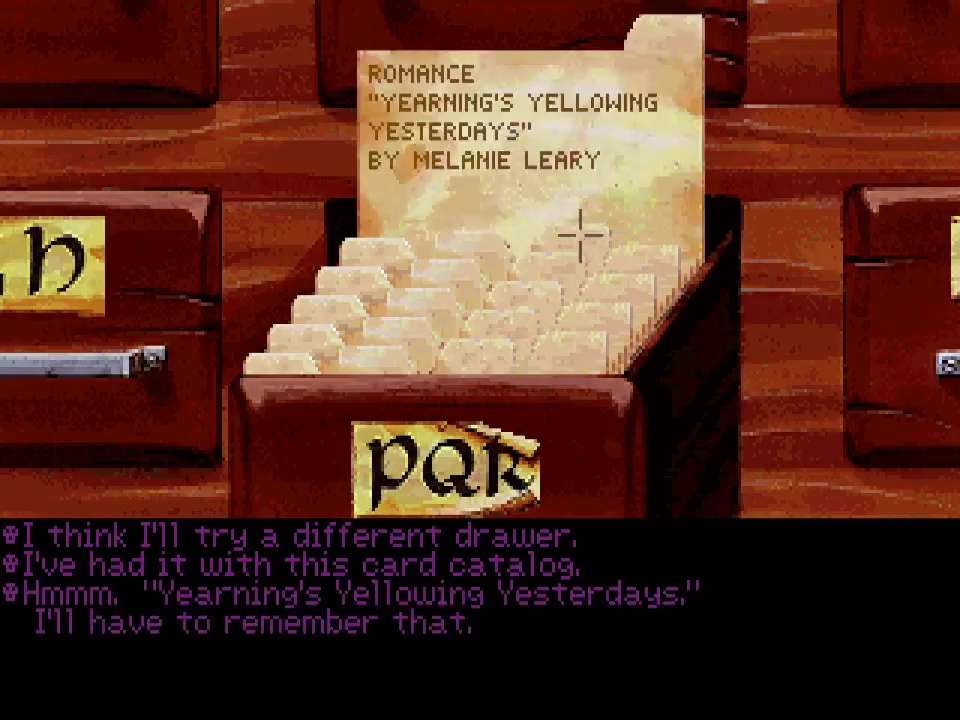 ROMANCE
"YEARNING'S YELLOWING
YESTERDAYS"
BY MELANIE LEARY
H
PQR
I think I'll try a different drawer.
I've had it with this card catalog.
Hmmm. "Yearning's Yellowing Yesterdays."
I'll have to remember that.